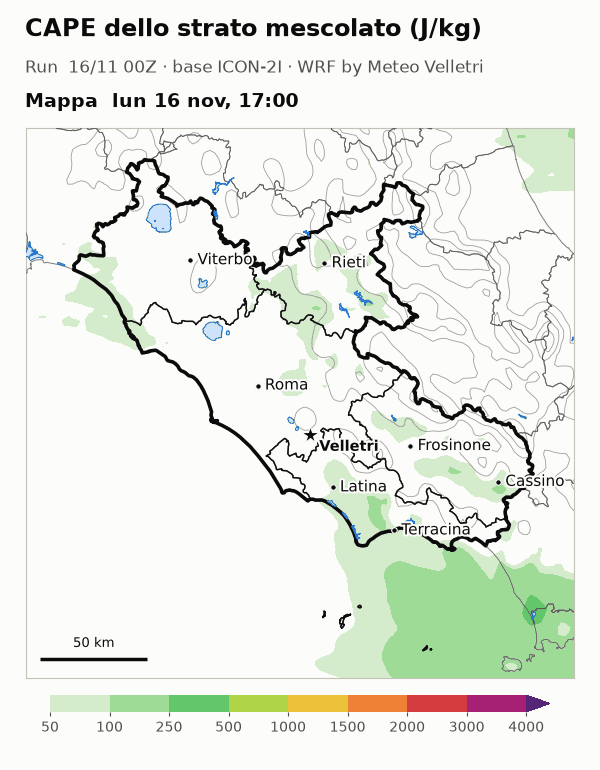 CAPE dello strato mescolato (J/kg)
Run  16/11 00Z · base ICON-2I · WRF by Meteo Velletri
Mappa  lun 16 nov, 17:00
Viterbo
Rieti
Roma
Velletri
Frosinone
Latina
Cassino
Terracina
50 km
50 100 250 500 1000 1500 2000 3000 4000